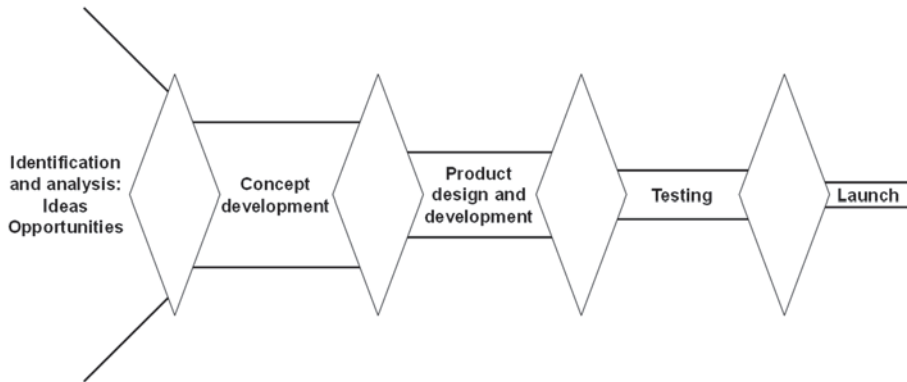 Identification
and analysis:
Ideas
Opportunities
Concept
development
Product
design and
development
Testing
Launch